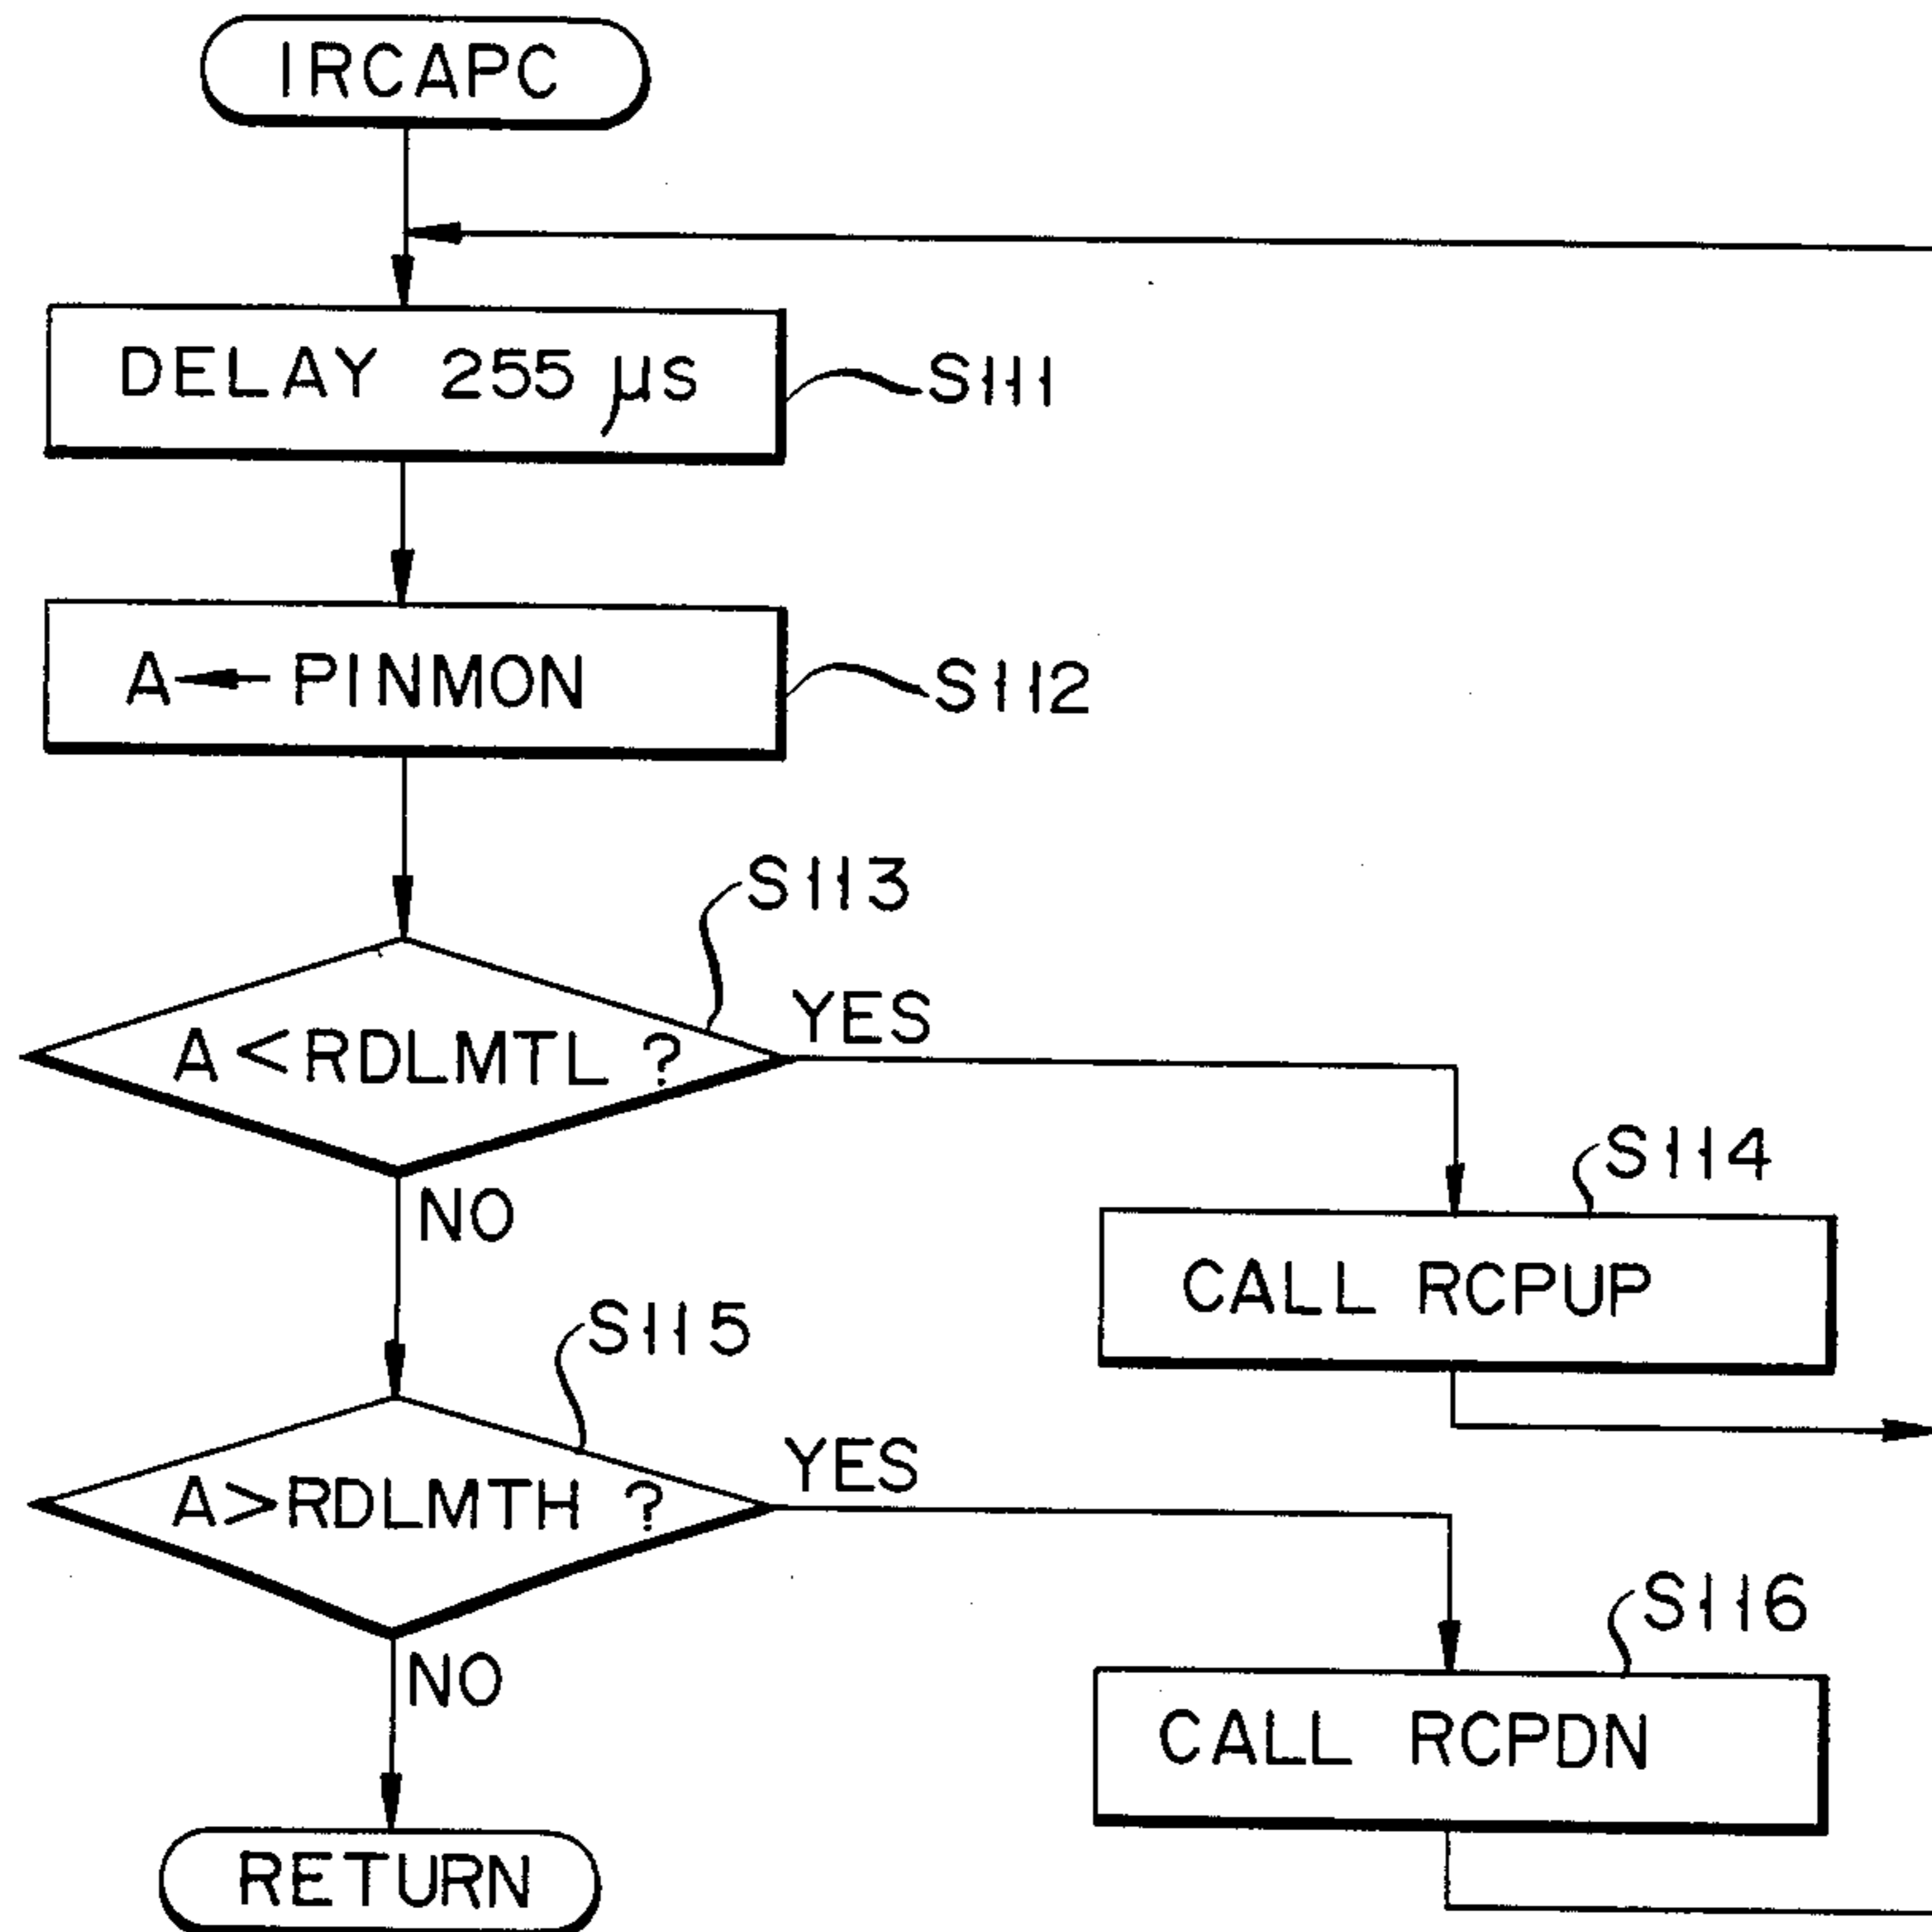 IRCAPC
DELAY 255 µs
S111
A ← PINMON
S112
S113
A < RDLMTL ?
YES
NO
S114
CALL RCPUP
S115
A > RDLMTH ?
YES
NO
S116
CALL RCPDN
RETURN